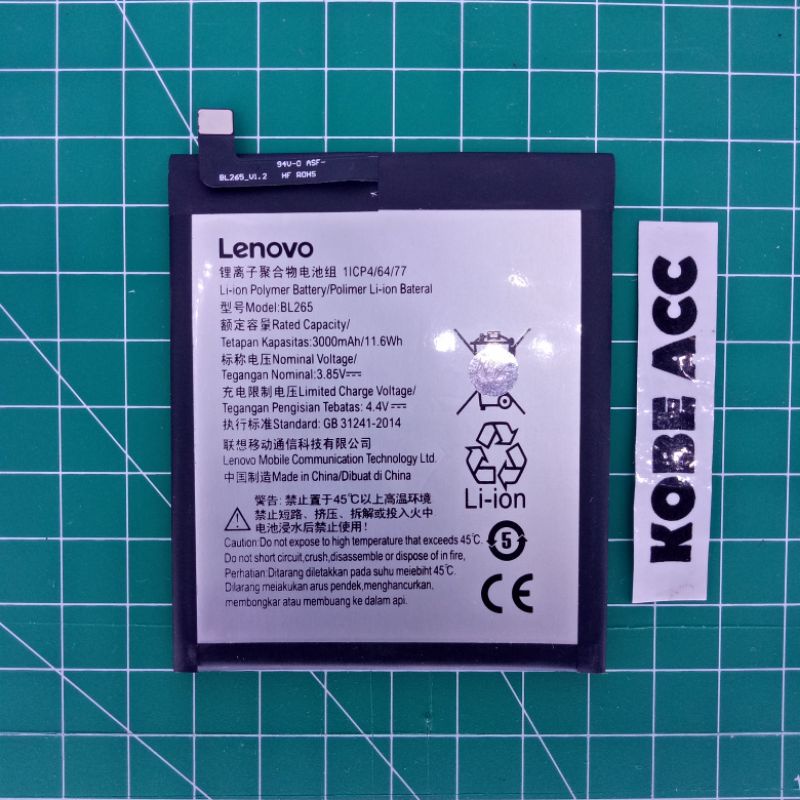 94V-0 ASF-
BL265_V1.2 HF ROHS
Lenovo
锂离子聚合物电池组 1ICP4/64/77
Li-ion Polymer Battery/Polimer Li-ion Bateral
型号Model:BL265
额定容量Rated Capacity/
Tetapan Kapasitas:3000mAh/11.6Wh
标称电压Nominal Voltage/
Tegangan Nominal:3.85V⎓
充电限制电压Limited Charge Voltage/
Tegangan Pengisian Tebatas: 4.4V⎓
执行标准Standard: GB 31241-2014
联想移动通信科技有限公司
Lenovo Mobile Communication Technology Ltd.
中国制造Made in China/Dibuat di China
Li-ion
警告: 禁止置于45℃以上高温环境
禁止短路、挤压、拆解或投入火中
电池浸水后禁止使用!
Caution:Do not expose to high temperature that exceeds 45℃.
Do not short circuit,crush,disassemble or dispose of in fire,
Perhatian:Ditarang diletakkan pada suhu meiebiht 45℃.
Ditarang meiakukan arus pendek,menghancurkan,
membongkar atau membuang ke dalam api.
5
CE
KOBE ACC